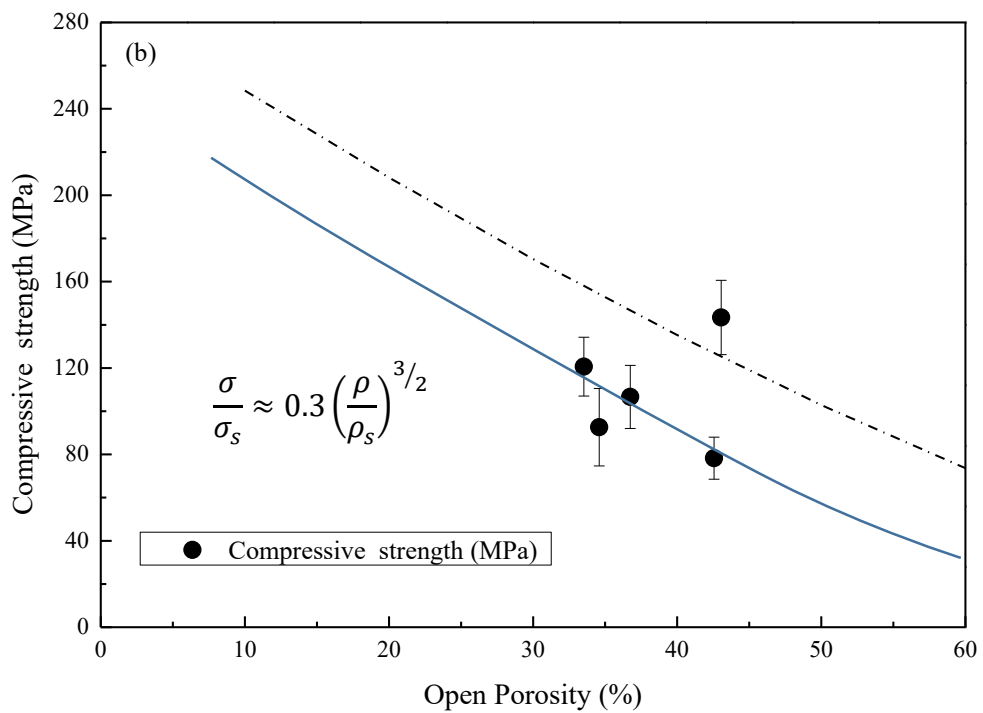 (b)
Compressive strength (MPa)
280
240
200
160
120
80
40
0
σ/σₛ ≈ 0.3 (ρ/ρₛ)^3/2
Compressive strength (MPa)
0 10 20 30 40 50 60
Open Porosity (%)